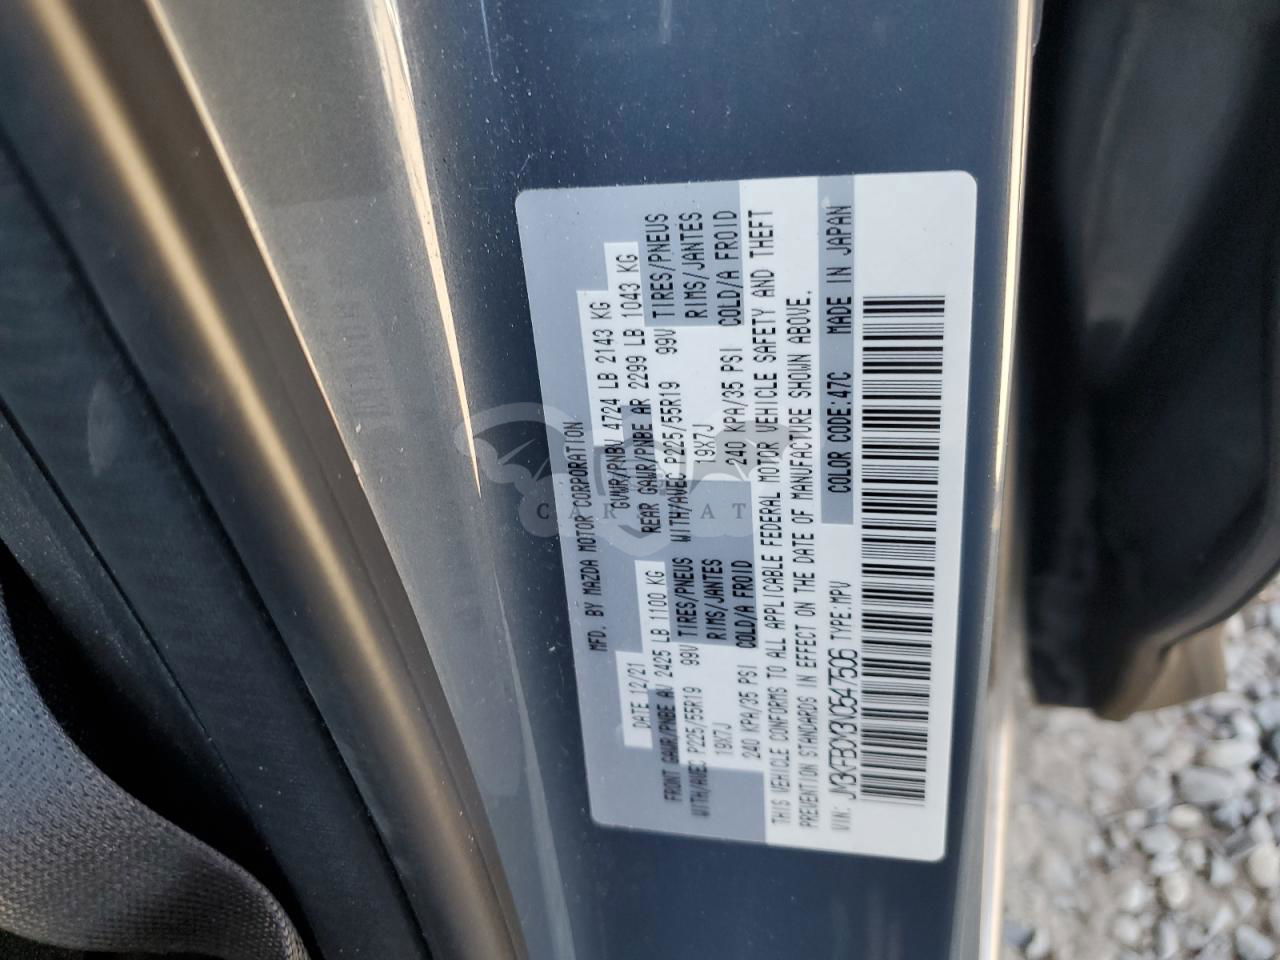 MFD. BY MAZDA MOTOR CORPORATION
DATE 12/21 GVWR/PNBV 4724 LB 2143 KG
FRONT GAWR/PNBE AV 2425 LB 1100 KG REAR GAWR/PNBE AR 2299 LB 1043 KG
WITH/AVEC P225/55R19 99V TIRES/PNEUS WITH/AVEC P225/55R19 99V TIRES/PNEUS
19X7J RIMS/JANTES 19X7J RIMS/JANTES
240 KPA/35 PSI COLD/A FROID 240 KPA/35 PSI COLD/A FROID
THIS VEHICLE CONFORMS TO ALL APPLICABLE FEDERAL MOTOR VEHICLE SAFETY AND THEFT
PREVENTION STANDARDS IN EFFECT ON THE DATE OF MANUFACTURE SHOWN ABOVE.
VIN: JM3KFBCY3N0547506 TYPE:MPV COLOR CODE:47C MADE IN JAPAN